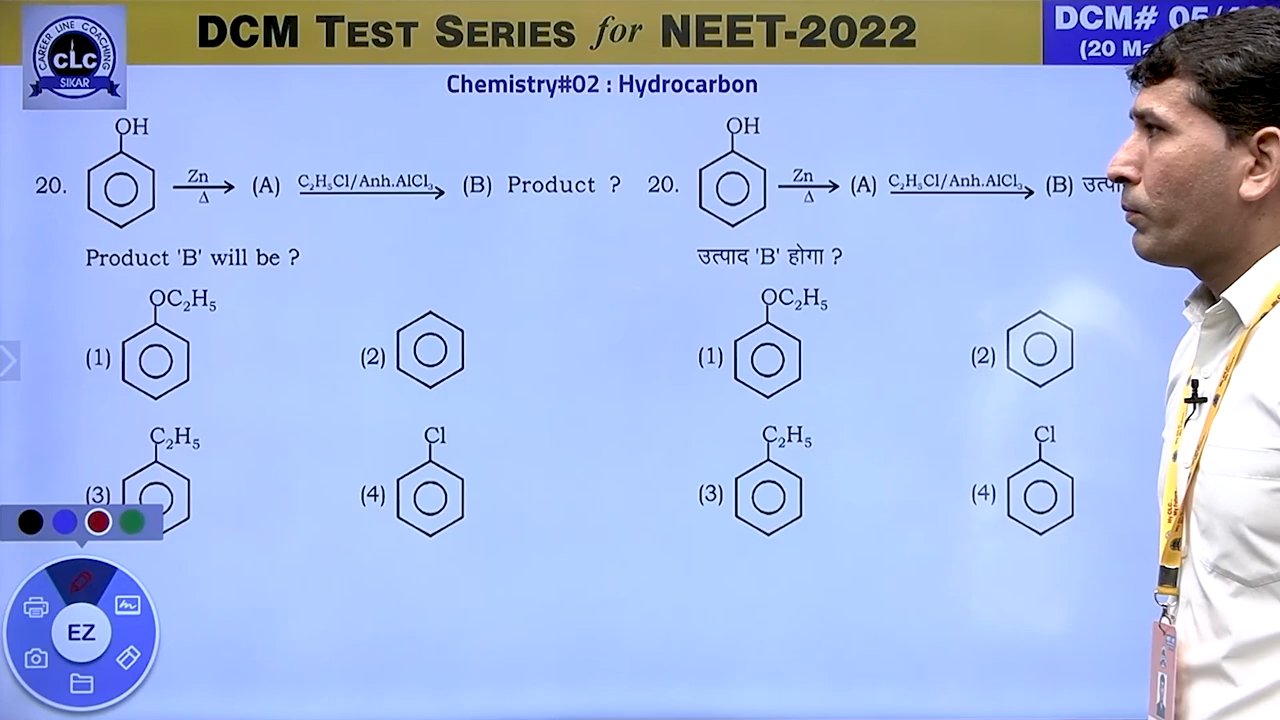 CAREER LINE COACHING
CLC
SIKAR
DCM TEST SERIES for NEET-2022
DCM# 05/
(20 Ma
Chemistry#02 : Hydrocarbon
20.
OH
Zn
Δ
(A)
C₂H₅Cl/Anh.AlCl₃
(B) Product ?
Product 'B' will be ?
(1)
OC₂H₅
(2)
(3)
C₂H₅
(4)
Cl
20.
OH
Zn
Δ
(A)
C₂H₅Cl/Anh.AlCl₃
(B)
उत्पाद 'B' होगा ?
(1)
OC₂H₅
(2)
(3)
C₂H₅
(4)
Cl
EZ